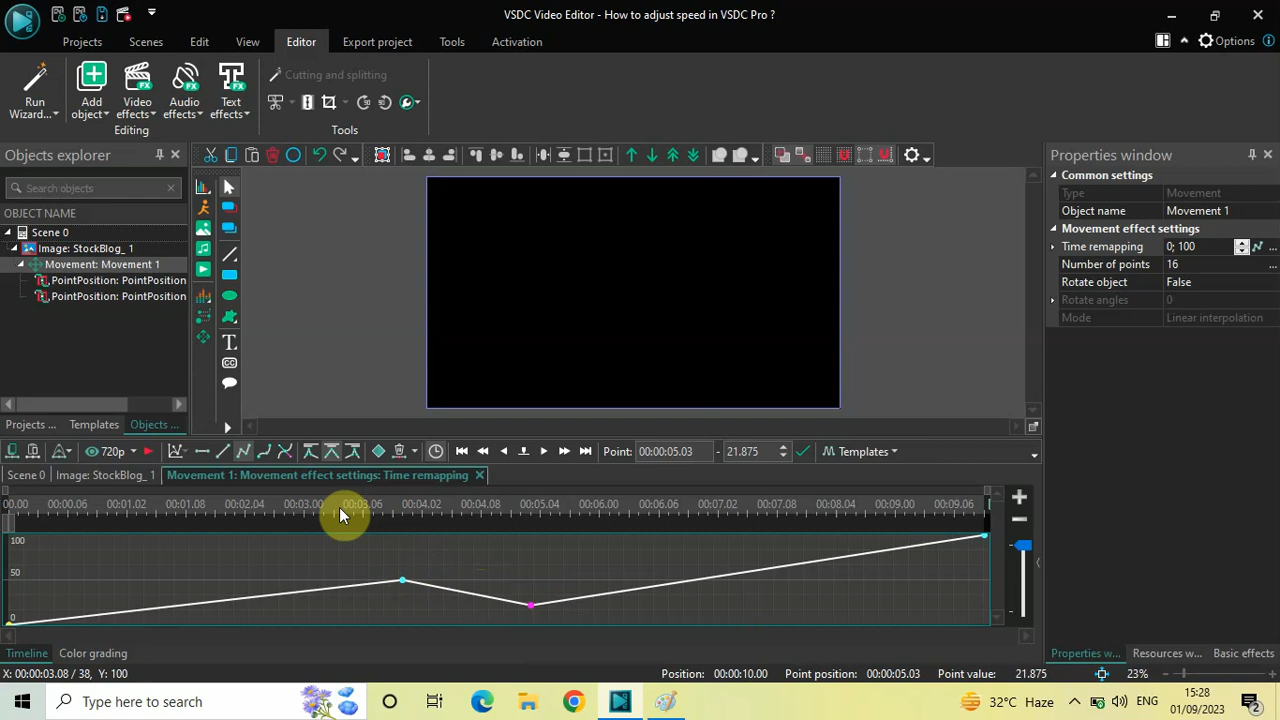 VSDC Video Editor - How to adjust speed in VSDC Pro ?
Projects Scenes Edit View Editor Export project Tools Activation
Options
Run Wizard...
Add object
Video effects
Audio effects
Text effects
Editing
Cutting and splitting
Tools
Objects explorer
Search objects
OBJECT NAME
Scene 0
Image: StockBlog_ 1
Movement: Movement 1
PointPosition: PointPosition
PointPosition: PointPosition
Projects ... Templates Objects ...
T
CC
Properties window
Common settings
Type Movement
Object name Movement 1
Movement effect settings
Time remapping 0; 100
Number of points 16
Rotate object False
Rotate angles 0
Mode Linear interpolation
720p
Point: 00:00:05.03 - 21.875
Templates
Scene 0 Image: StockBlog_ 1 Movement 1: Movement effect settings: Time remapping
00.00 00:00.06 00:01.02 00:01.08 00:02.04 00:03.00 00:03.06 00:04.02 00:04.08 00:05.04 00:06.00 00:06.06 00:07.02 00:07.08 00:08.04 00:09.00 00:09.06
100
50
0
Timeline Color grading
Properties w... Resources w... Basic effects
X: 00:00:03.08 / 38, Y: 100
Position: 00:00:10.00 Point position: 00:00:05.03 Point value: 21.875
23%
Type here to search
32°C Haze
ENG
15:28
01/09/2023
2